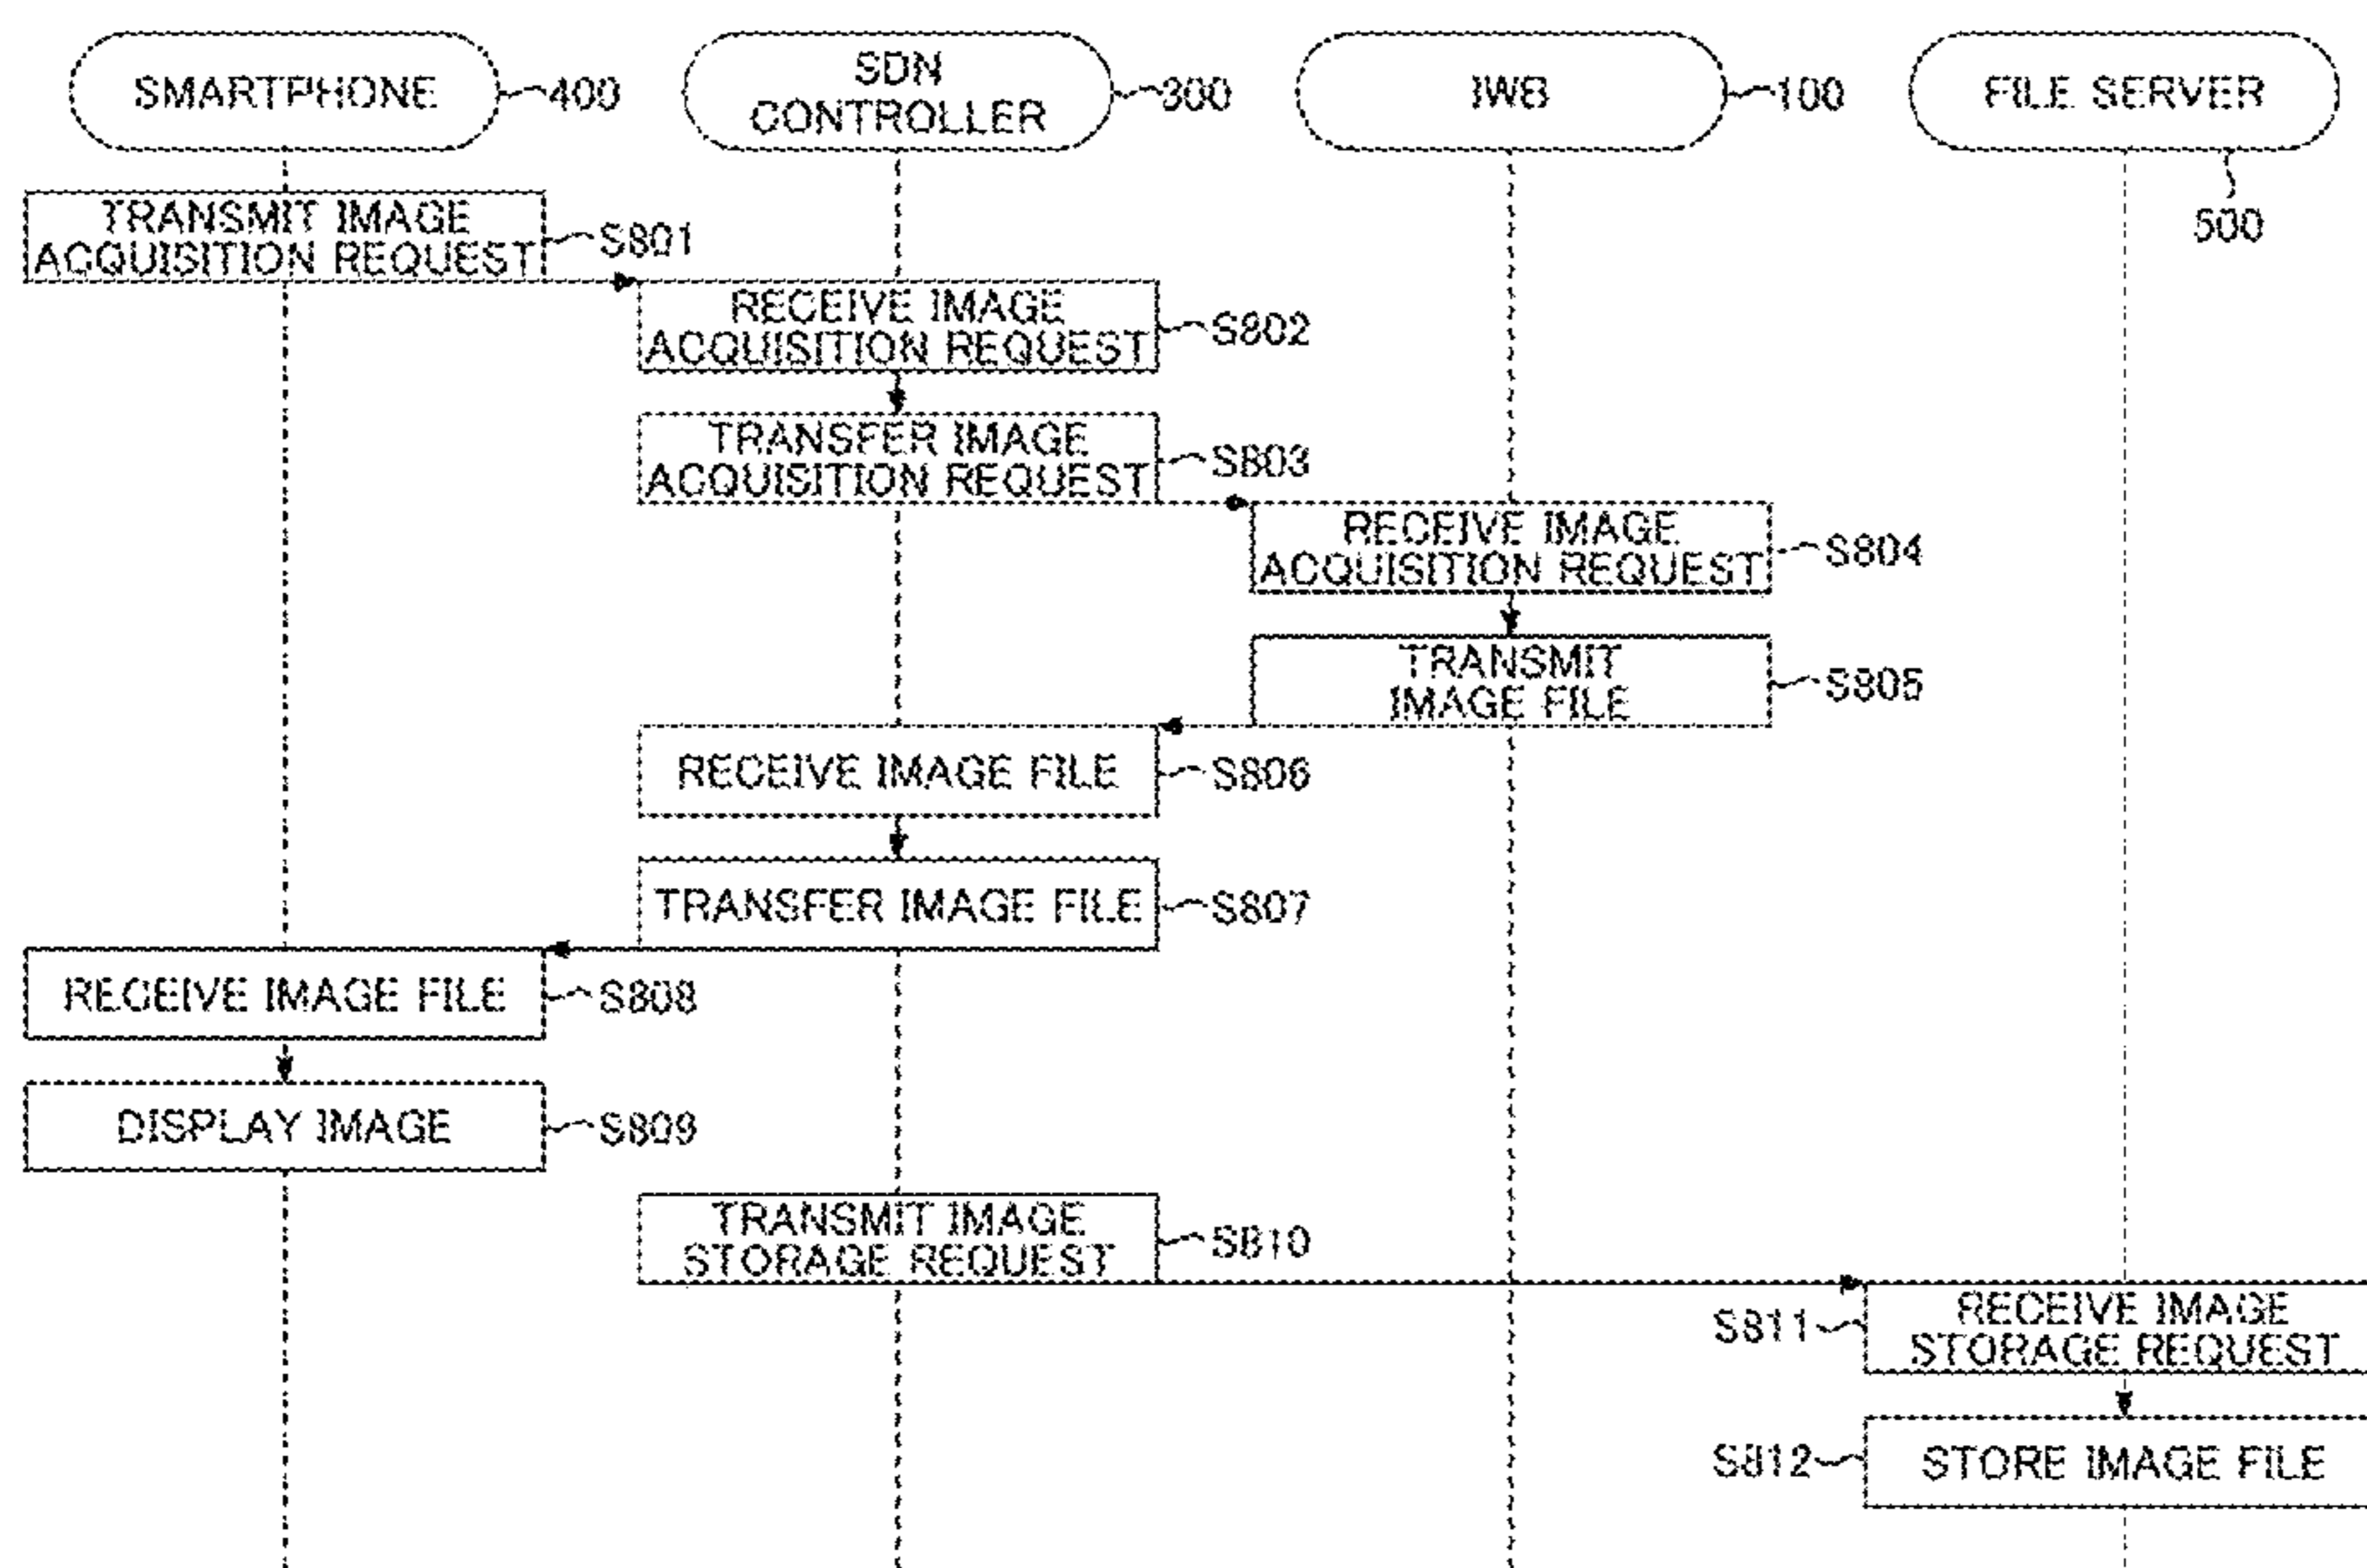 SMARTPHONE
400
SDN
CONTROLLER
300
IWB
100
FILE SERVER
500
TRANSMIT IMAGE
ACQUISITION REQUEST
S801
RECEIVE IMAGE
ACQUISITION REQUEST
S802
TRANSFER IMAGE
ACQUISITION REQUEST
S803
RECEIVE IMAGE
ACQUISITION REQUEST
S804
TRANSMIT
IMAGE FILE
S805
RECEIVE IMAGE FILE
S806
TRANSFER IMAGE FILE
S807
RECEIVE IMAGE FILE
S808
DISPLAY IMAGE
S809
TRANSMIT IMAGE
STORAGE REQUEST
S810
S811
RECEIVE IMAGE
STORAGE REQUEST
S812
STORE IMAGE FILE